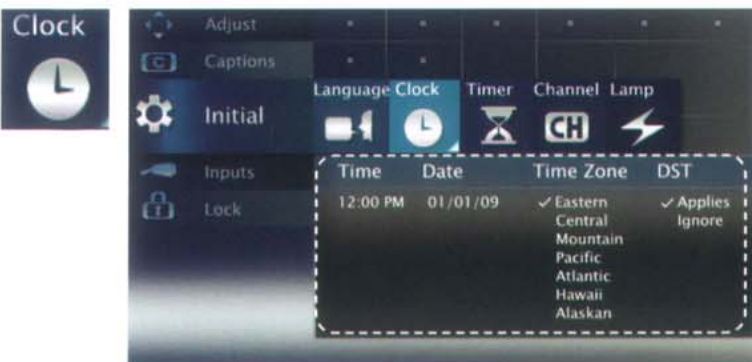 Clock
Adjust
C Captions
Language Clock Timer Channel Lamp
Initial
CH
Inputs
Time Date Time Zone DST
Lock
12:00 PM 01/01/09 ✓ Eastern ✓ Applies
Central Ignore
Mountain
Pacific
Atlantic
Hawaii
Alaskan